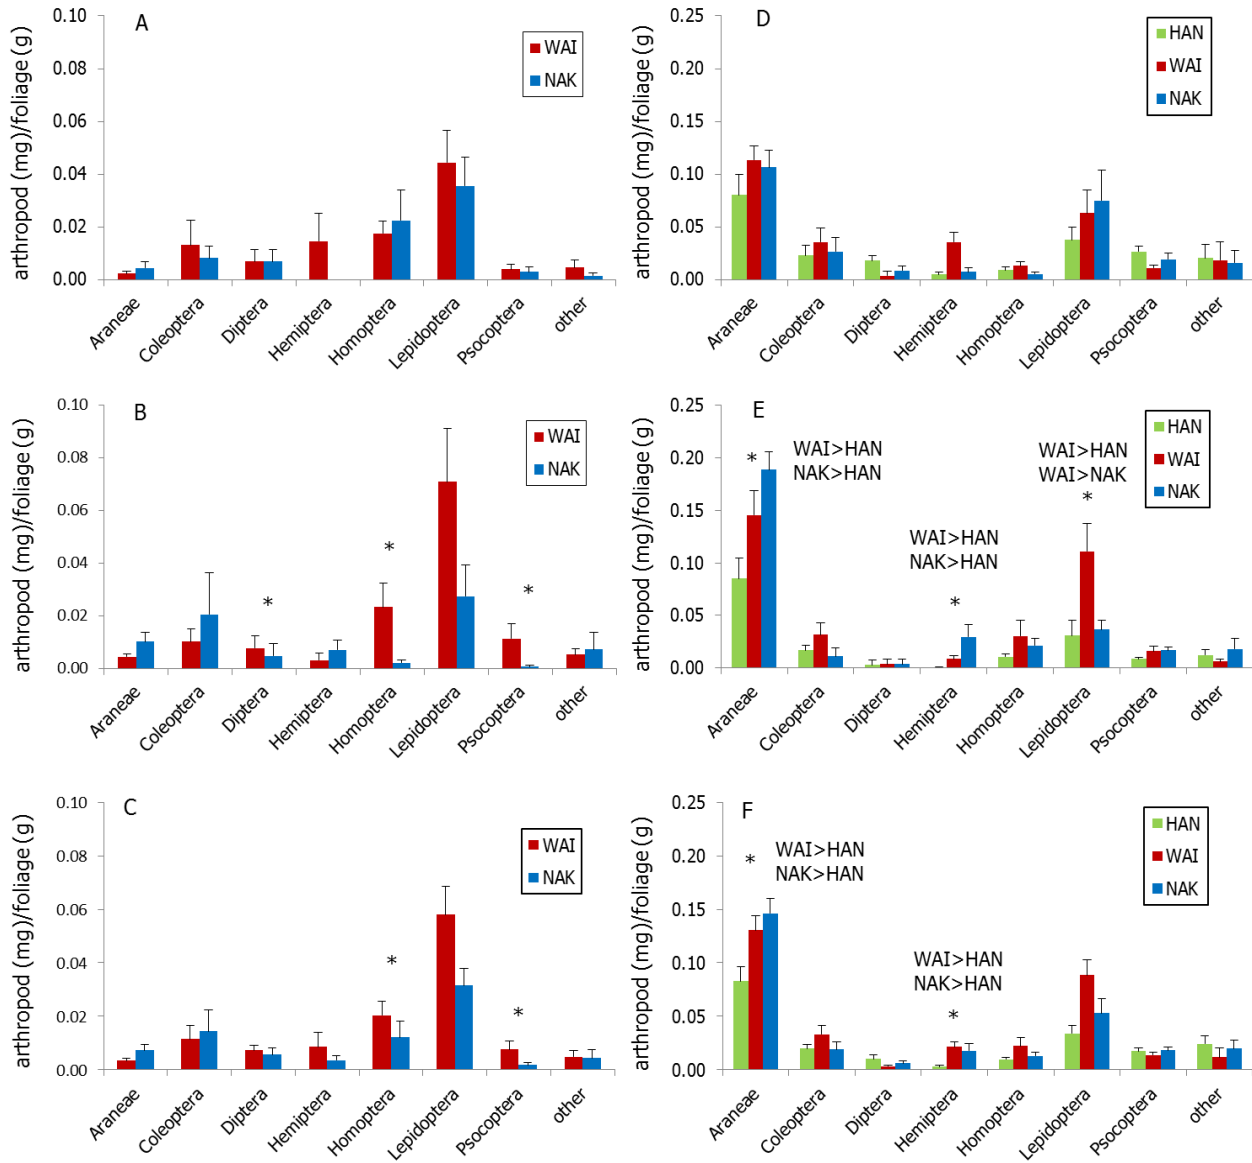 A
arthropod (mg)/foliage (g)
0.10
0.08
0.06
0.04
0.02
0.00
WAI
NAK
Araneae
Coleoptera
Diptera
Hemiptera
Homoptera
Lepidoptera
Psocoptera
other
D
arthropod (mg)/foliage (g)
0.25
0.20
0.15
0.10
0.05
0.00
HAN
WAI
NAK
Araneae
Coleoptera
Diptera
Hemiptera
Homoptera
Lepidoptera
Psocoptera
other
B
arthropod (mg)/foliage (g)
0.10
0.08
0.06
0.04
0.02
0.00
WAI
NAK
*
*
*
Araneae
Coleoptera
Diptera
Hemiptera
Homoptera
Lepidoptera
Psocoptera
other
E
arthropod (mg)/foliage (g)
0.25
0.20
0.15
0.10
0.05
0.00
HAN
WAI
NAK
*
WAI>HAN
NAK>HAN
WAI>HAN
NAK>HAN
*
WAI>HAN
WAI>NAK
*
Araneae
Coleoptera
Diptera
Hemiptera
Homoptera
Lepidoptera
Psocoptera
other
C
arthropod (mg)/foliage (g)
0.10
0.08
0.06
0.04
0.02
0.00
WAI
NAK
*
*
Araneae
Coleoptera
Diptera
Hemiptera
Homoptera
Lepidoptera
Psocoptera
other
F
arthropod (mg)/foliage (g)
0.25
0.20
0.15
0.10
0.05
0.00
HAN
WAI
NAK
*
WAI>HAN
NAK>HAN
WAI>HAN
NAK>HAN
*
Araneae
Coleoptera
Diptera
Hemiptera
Homoptera
Lepidoptera
Psocoptera
other